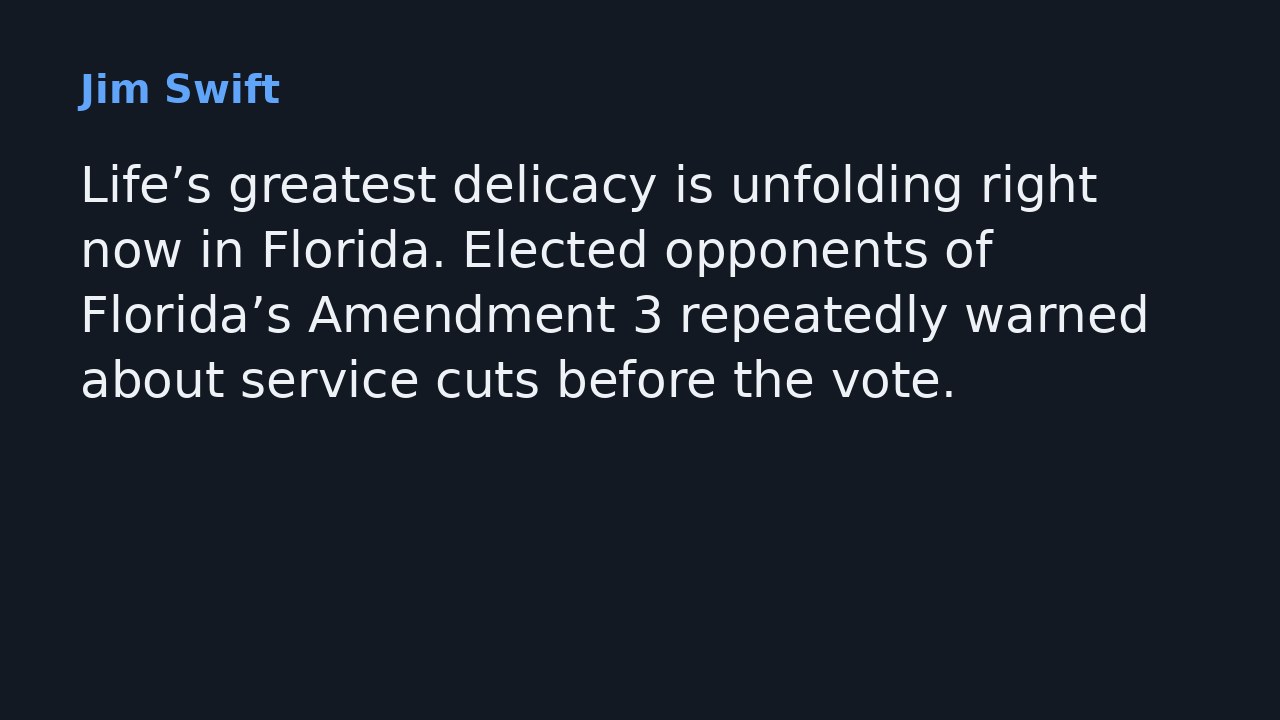 Jim Swift
Life’s greatest delicacy is unfolding right
now in Florida. Elected opponents of
Florida’s Amendment 3 repeatedly warned
about service cuts before the vote.